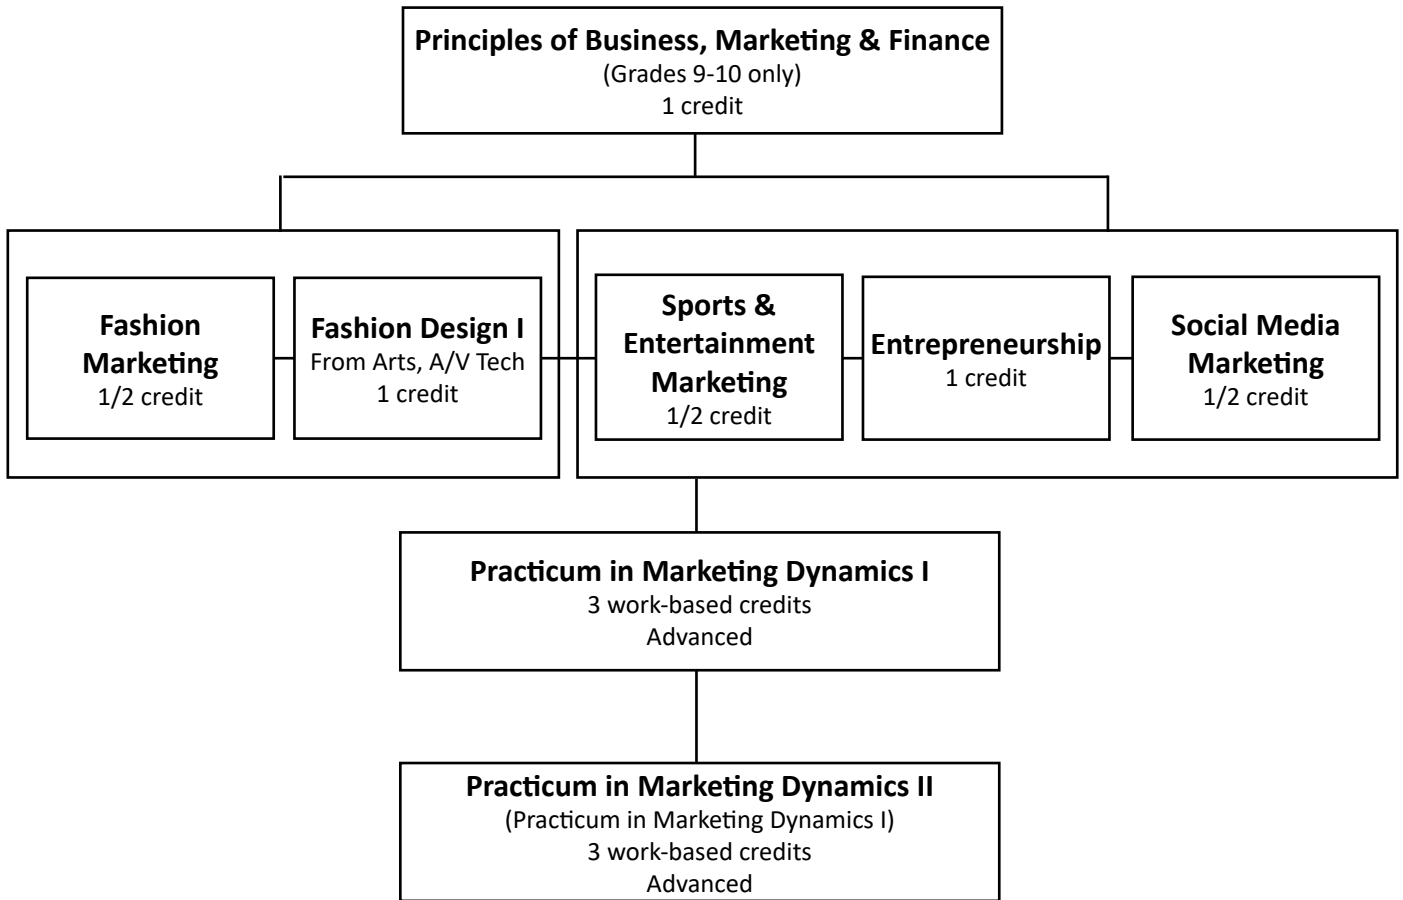 Principles of Business, Marketing & Finance
(Grades 9-10 only)
1 credit
Fashion
Marketing
1/2 credit
Fashion Design I
From Arts, A/V Tech
1 credit
Sports &
Entertainment
Marketing
1/2 credit
Entrepreneurship
1 credit
Social Media
Marketing
1/2 credit
Practicum in Marketing Dynamics I
3 work-based credits
Advanced
Practicum in Marketing Dynamics II
(Practicum in Marketing Dynamics I)
3 work-based credits
Advanced